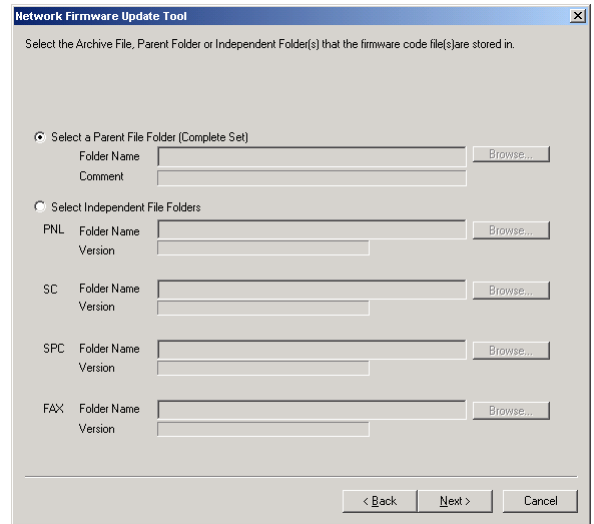 Network Firmware Update Tool
Select the Archive File, Parent Folder or Independent Folder(s) that the firmware code file(s)are stored in.
Select a Parent File Folder (Complete Set)
Folder Name Browse...
Comment
Select Independent File Folders
PNL Folder Name Browse...
Version
SC Folder Name Browse...
Version
SPC Folder Name Browse...
Version
FAX Folder Name Browse...
Version
< Back Next > Cancel